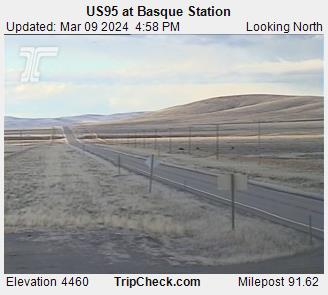 US95 at Basque Station
Updated: Mar 09 2024 4:58 PM Looking North
Elevation 4460 TripCheck.com Milepost 91.62